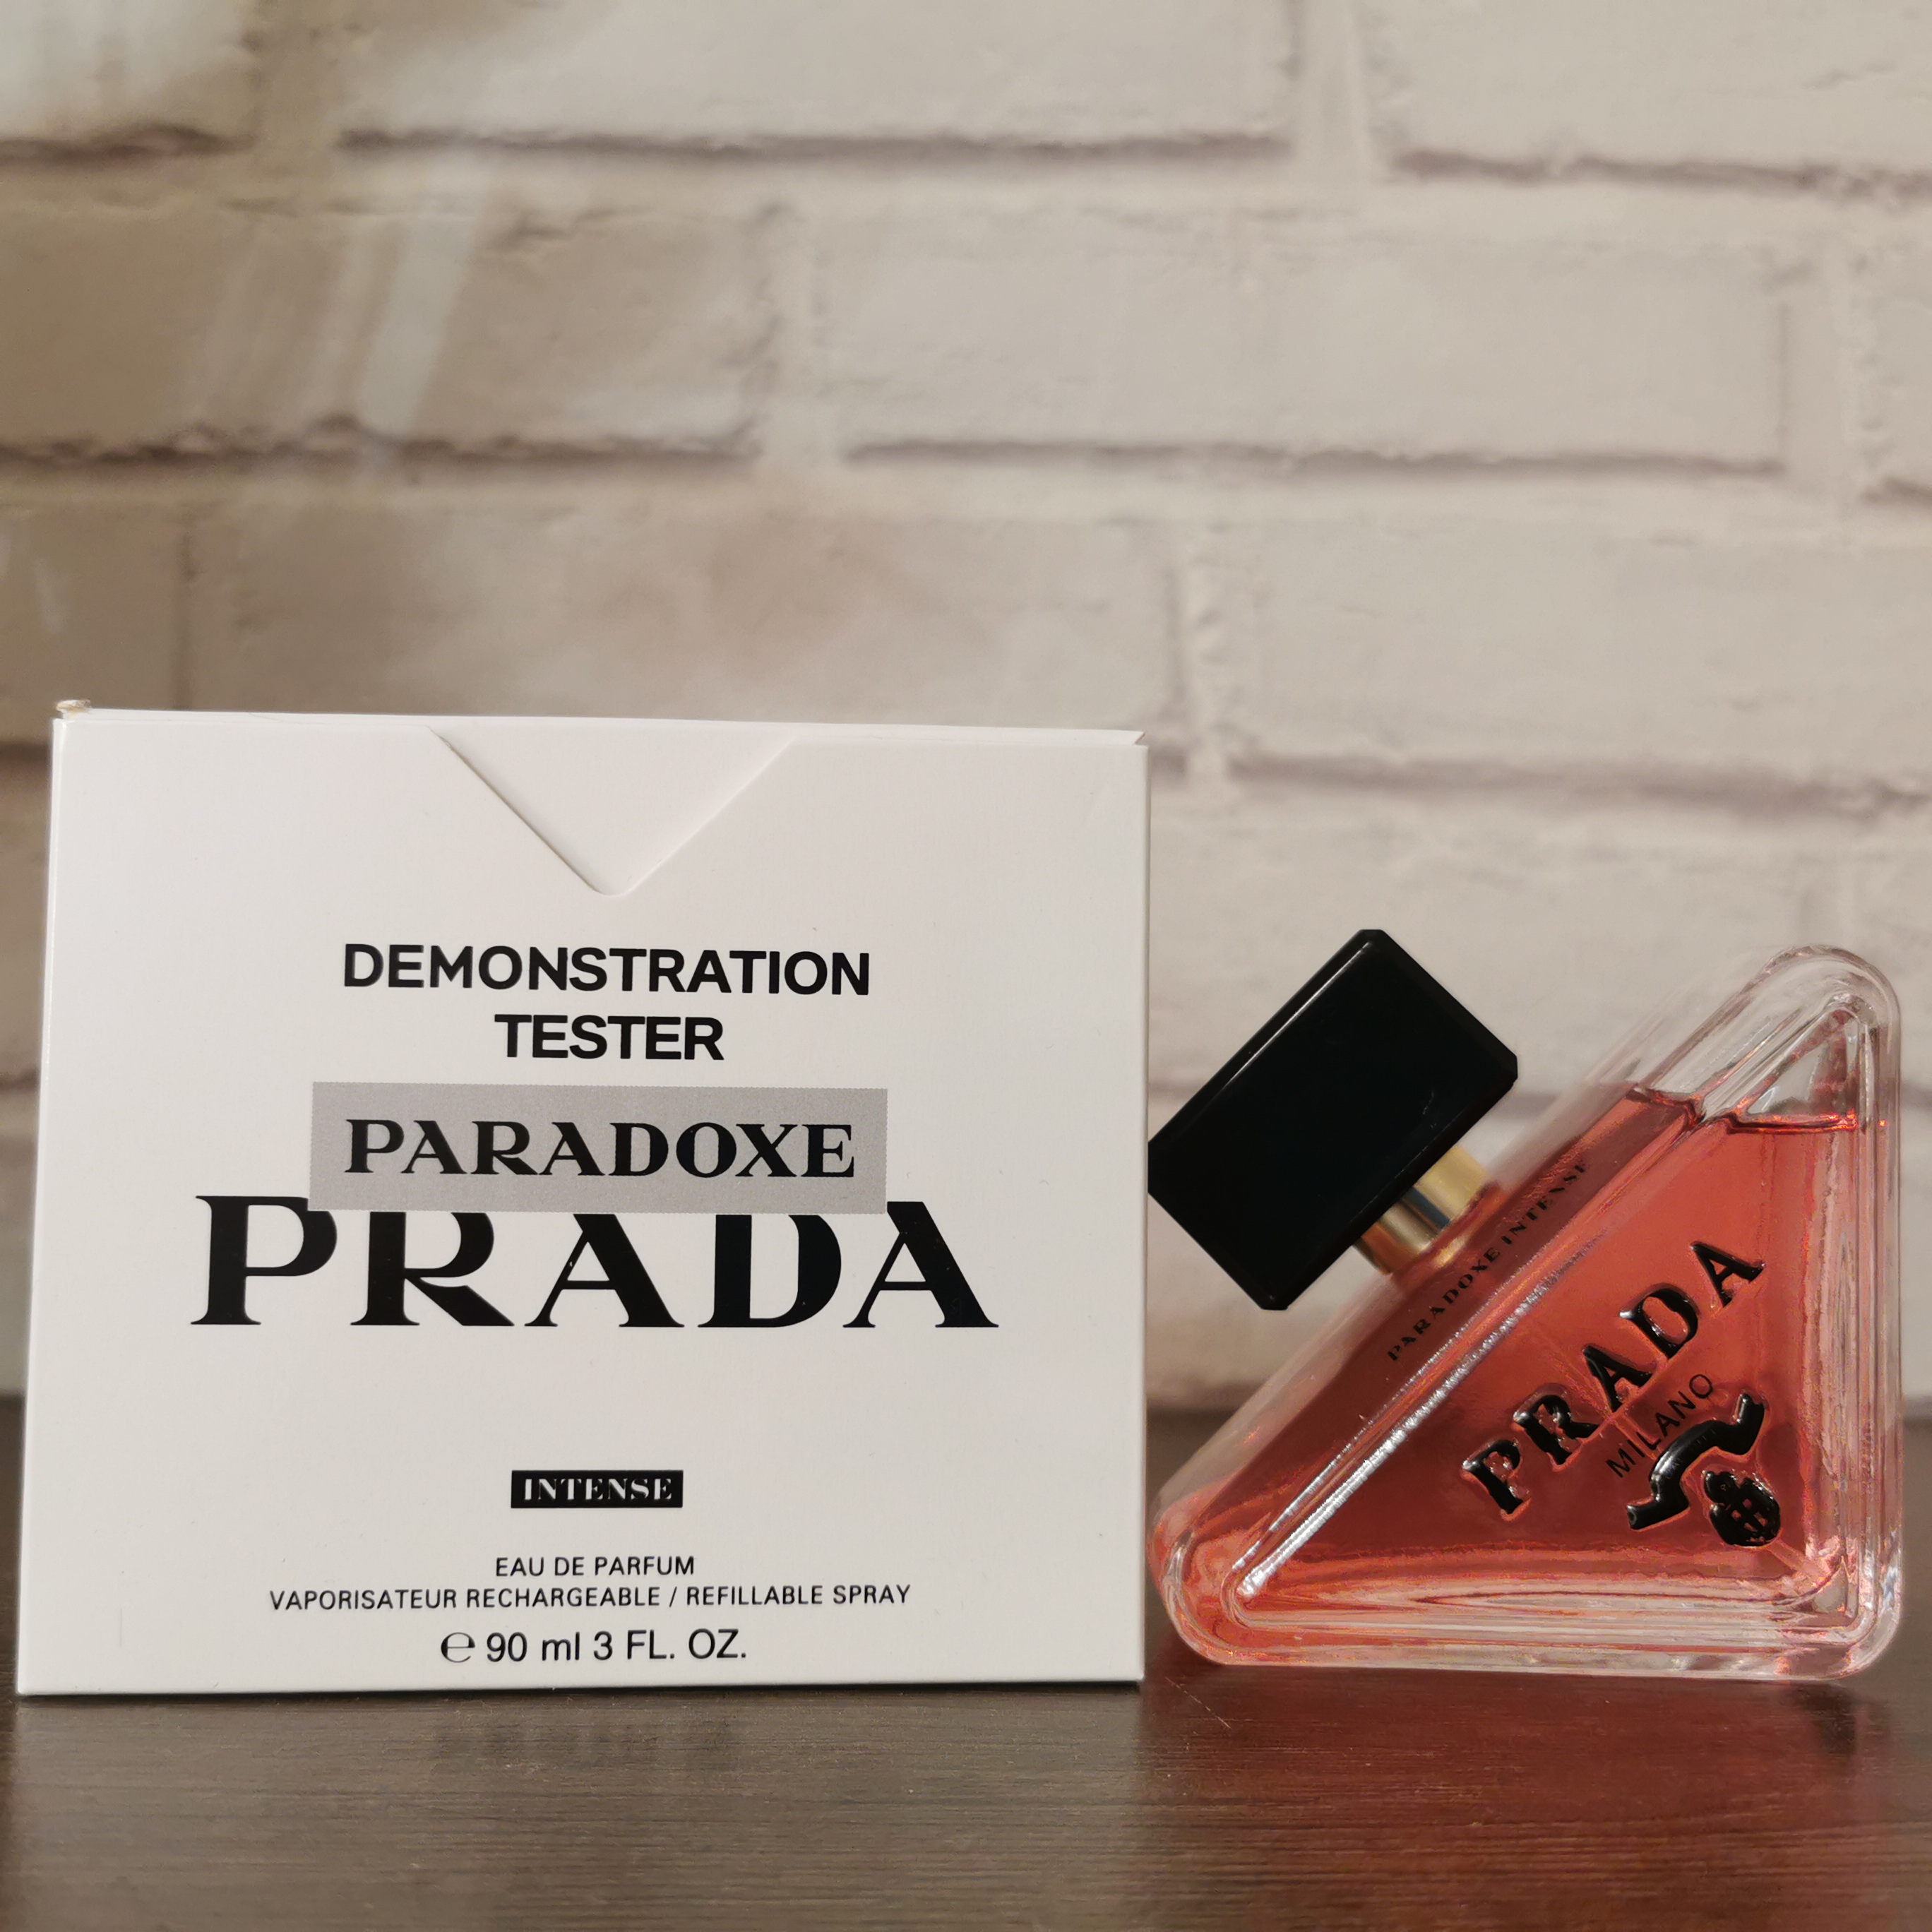 DEMONSTRATION
TESTER
PARADOXE
PRADA
INTENSE
EAU DE PARFUM
VAPORISATEUR RECHARGEABLE / REFILLABLE SPRAY
℮ 90 ml 3 FL. OZ.
PARADOXE INTENSE
PRADA
MILANO